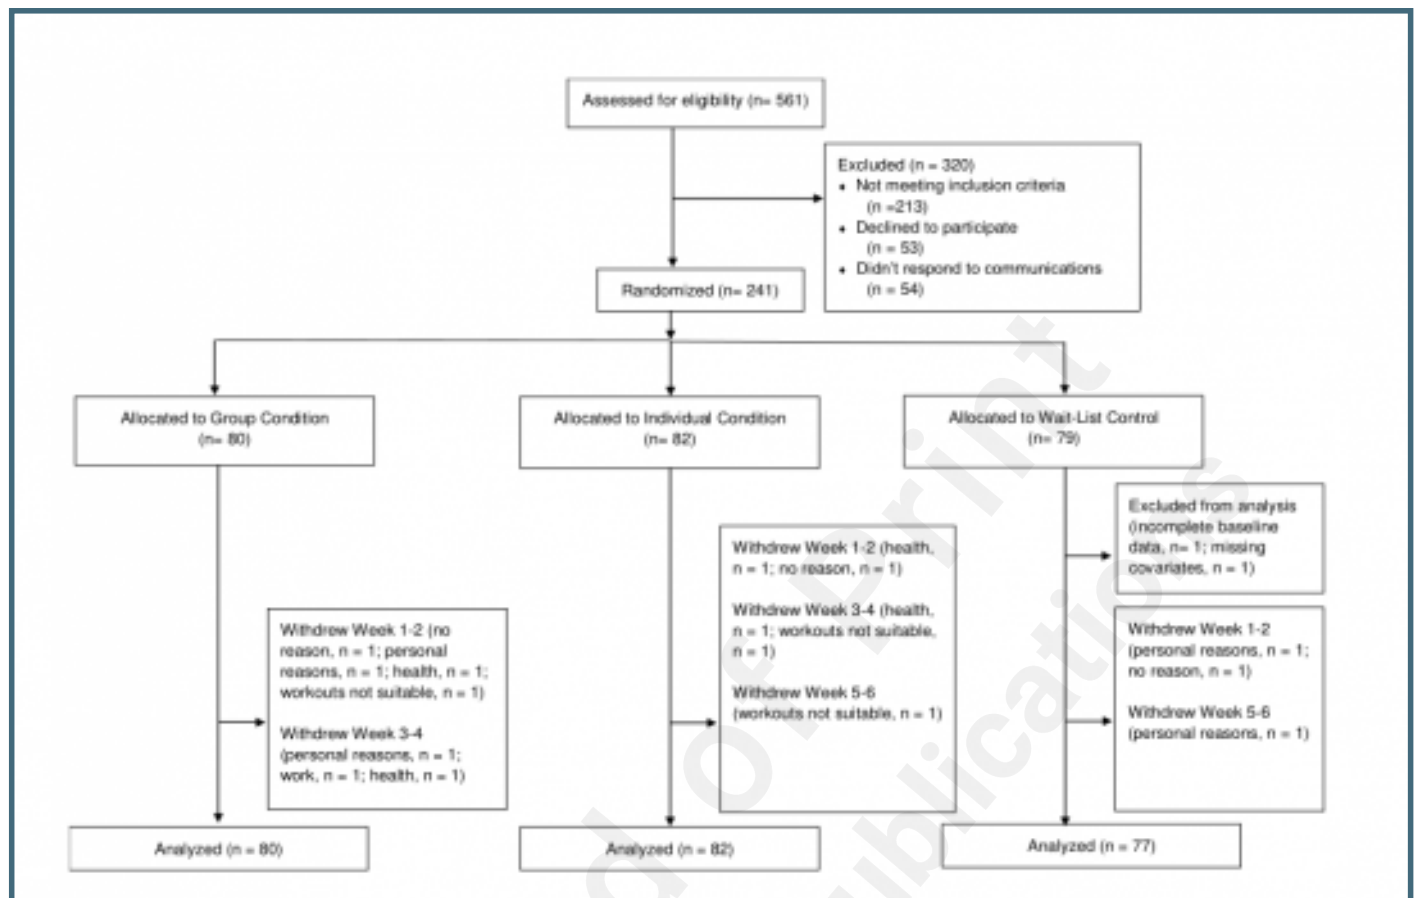 Assessed for eligibility (n= 561)
Excluded (n = 320)
• Not meeting inclusion criteria
(n =213)
• Declined to participate
(n = 53)
• Didn't respond to communications
(n = 54)
Randomized (n= 241)
Allocated to Group Condition
(n= 80)
Allocated to Individual Condition
(n= 82)
Allocated to Wait-List Control
(n= 79)
Excluded from analysis
(incomplete baseline
data, n= 1; missing
covariates, n = 1)
Withdrew Week 1-2 (no
reason, n = 1; personal
reasons, n = 1; health, n = 1;
workouts not suitable, n = 1)
Withdrew Week 3-4
(personal reasons, n = 1;
work, n = 1; health, n = 1)
Withdrew Week 1-2 (health,
n = 1; no reason, n = 1)
Withdrew Week 3-4 (health,
n = 1; workouts not suitable,
n = 1)
Withdrew Week 5-6
(workouts not suitable, n = 1)
Withdrew Week 1-2
(personal reasons, n = 1;
no reason, n = 1)
Withdrew Week 5-6
(personal reasons, n = 1)
Analyzed (n = 80)
Analyzed (n = 82)
Analyzed (n = 77)
d of Print
ublications